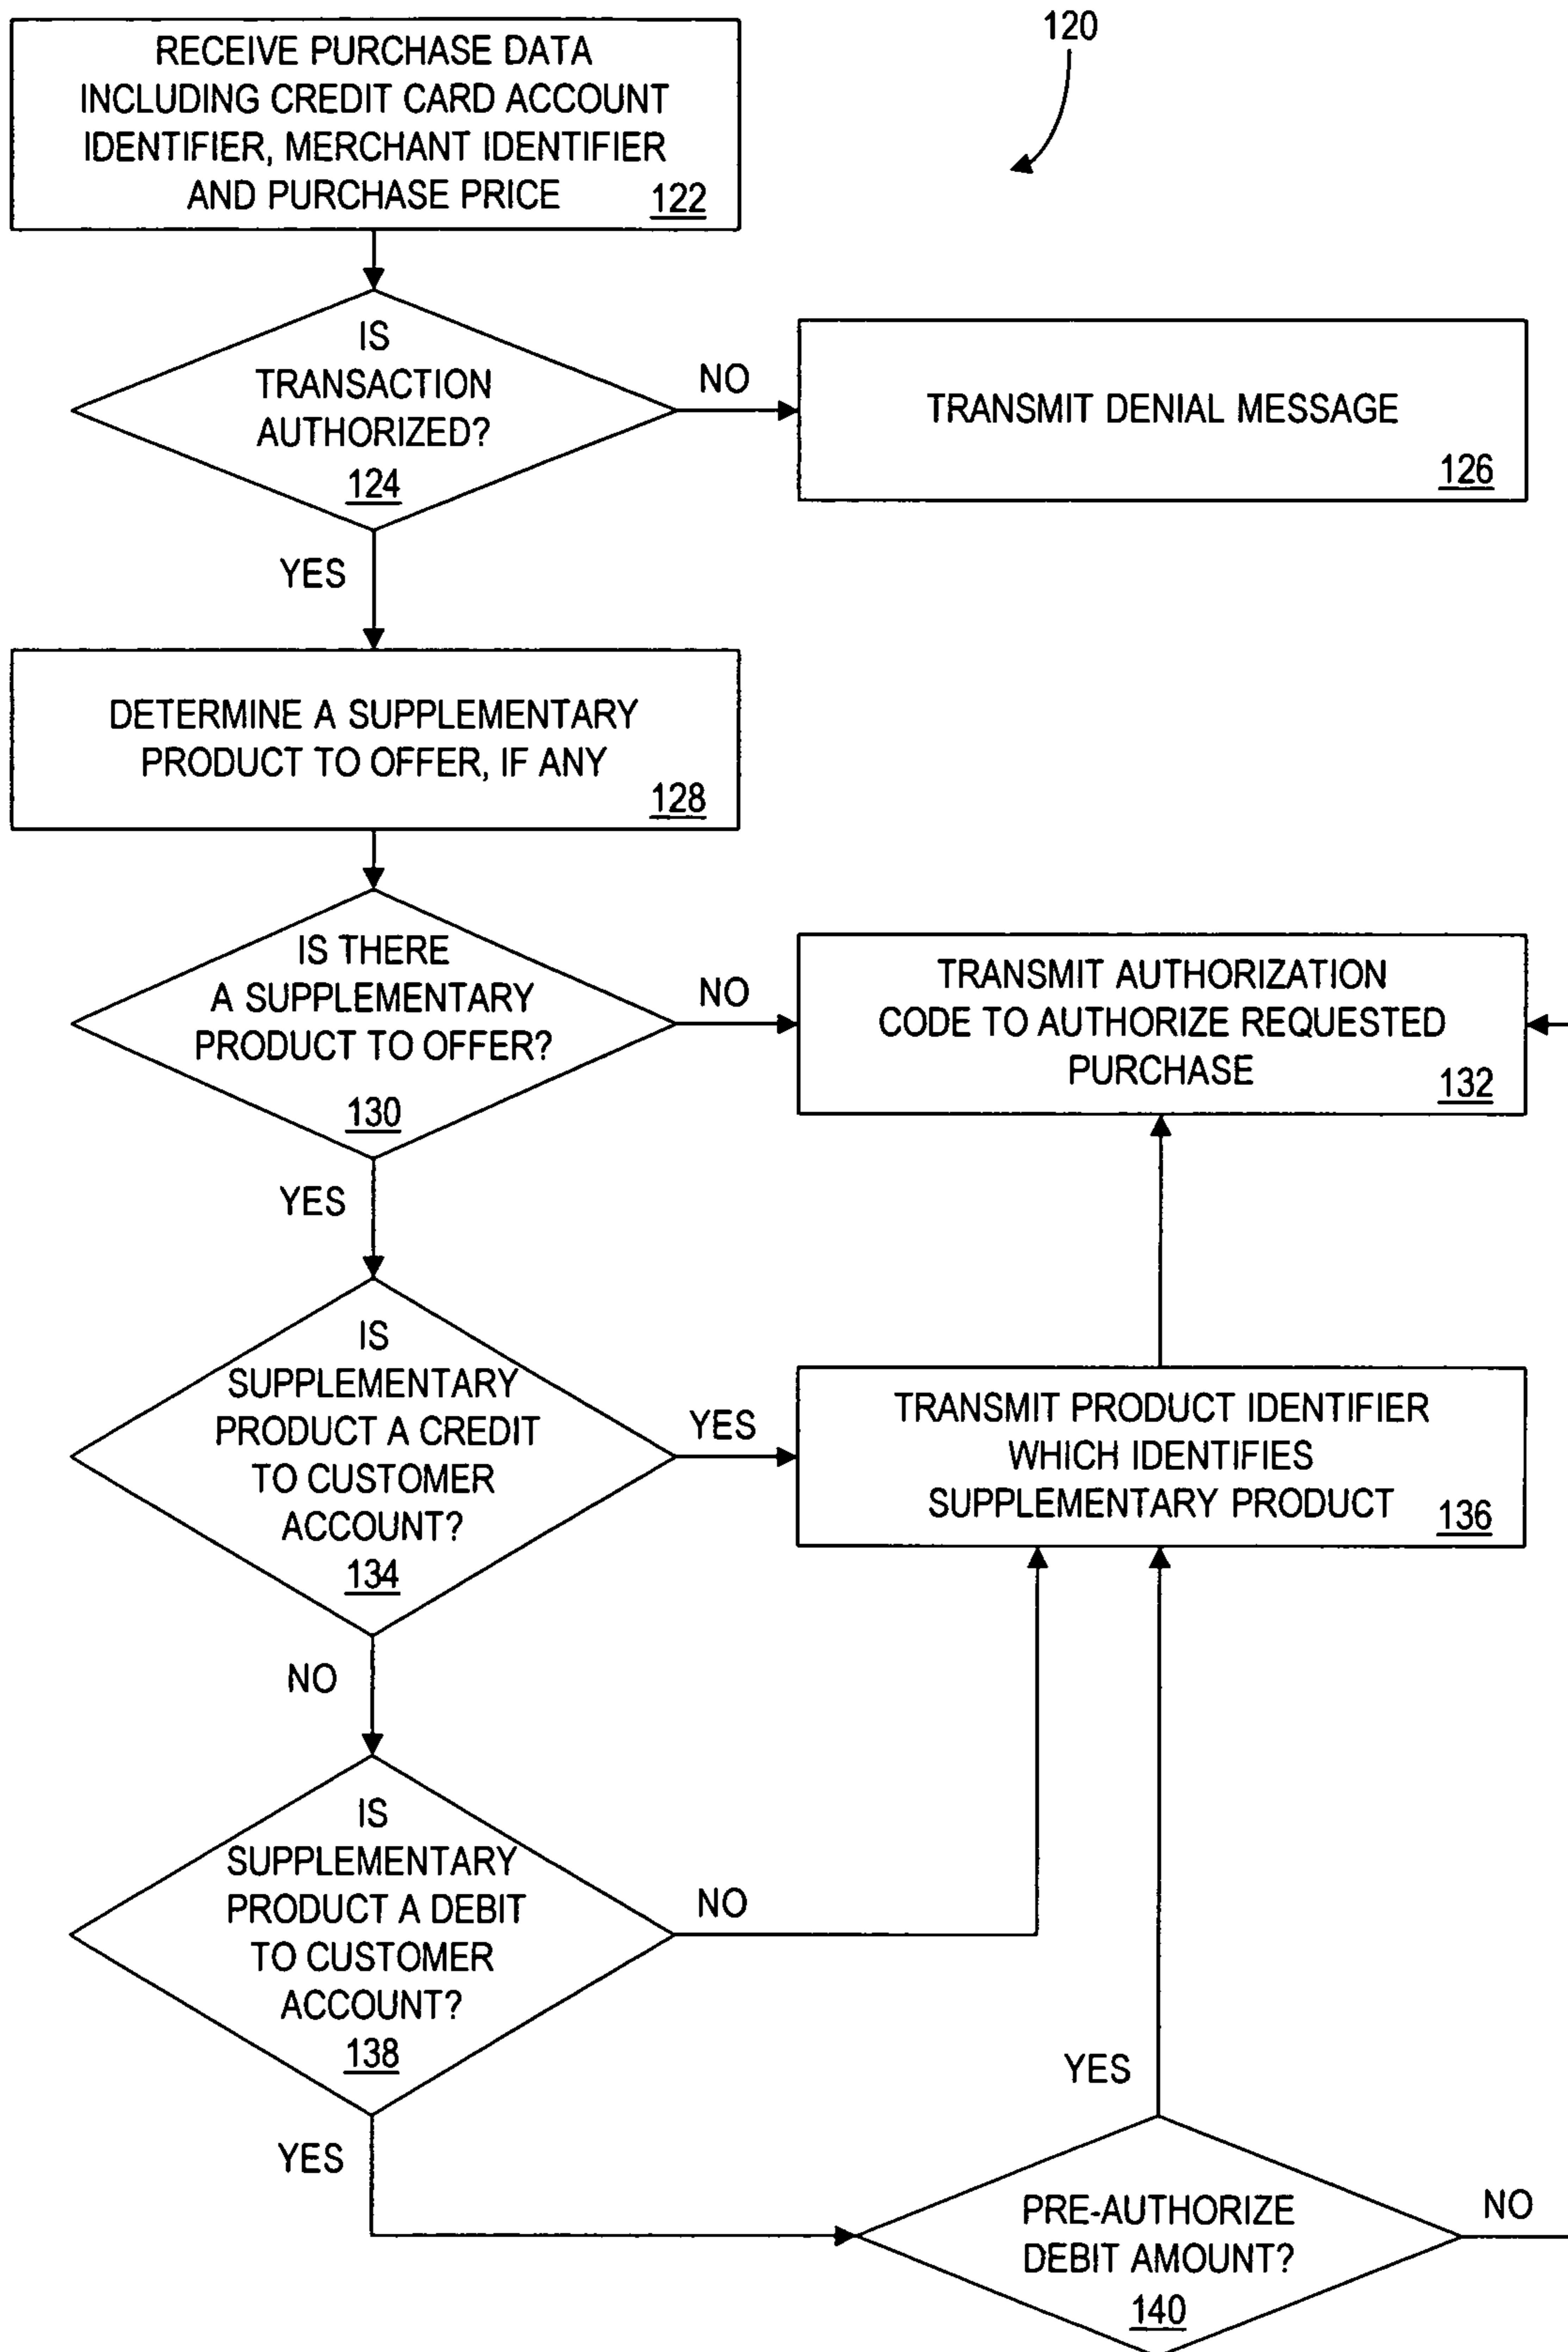 120
RECEIVE PURCHASE DATA
INCLUDING CREDIT CARD ACCOUNT
IDENTIFIER, MERCHANT IDENTIFIER
AND PURCHASE PRICE
122
IS
TRANSACTION
AUTHORIZED?
124
NO
TRANSMIT DENIAL MESSAGE
126
YES
DETERMINE A SUPPLEMENTARY
PRODUCT TO OFFER, IF ANY
128
IS THERE
A SUPPLEMENTARY
PRODUCT TO OFFER?
130
NO
TRANSMIT AUTHORIZATION
CODE TO AUTHORIZE REQUESTED
PURCHASE
132
YES
IS
SUPPLEMENTARY
PRODUCT A CREDIT
TO CUSTOMER
ACCOUNT?
134
YES
TRANSMIT PRODUCT IDENTIFIER
WHICH IDENTIFIES
SUPPLEMENTARY PRODUCT
136
NO
IS
SUPPLEMENTARY
PRODUCT A DEBIT
TO CUSTOMER
ACCOUNT?
138
NO
YES
YES
PRE-AUTHORIZE
DEBIT AMOUNT?
140
NO